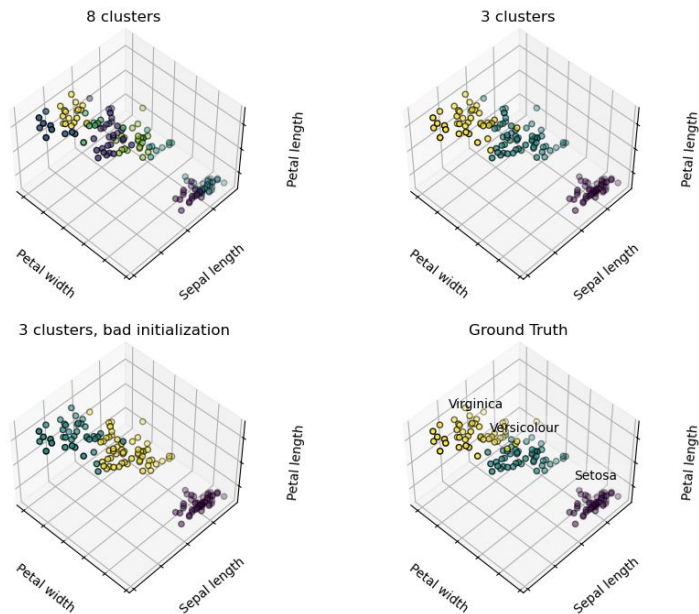 8 clusters
Petal length
Petal width
Sepal length
3 clusters
Petal length
Petal width
Sepal length
3 clusters, bad initialization
Petal length
Petal width
Sepal length
Ground Truth
Virginica
Versicolour
Setosa
Petal length
Petal width
Sepal length